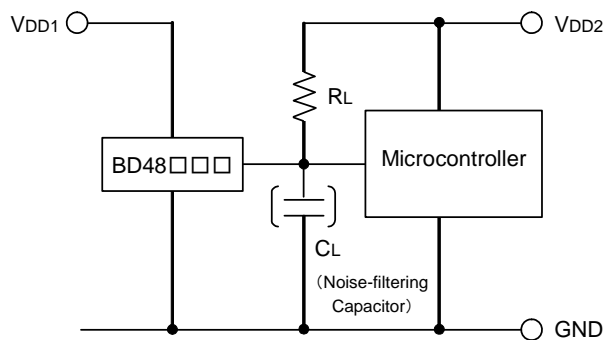 VDD1
VDD2
RL
BD48□□□
Microcontroller
CL
(Noise-filtering
Capacitor)
GND